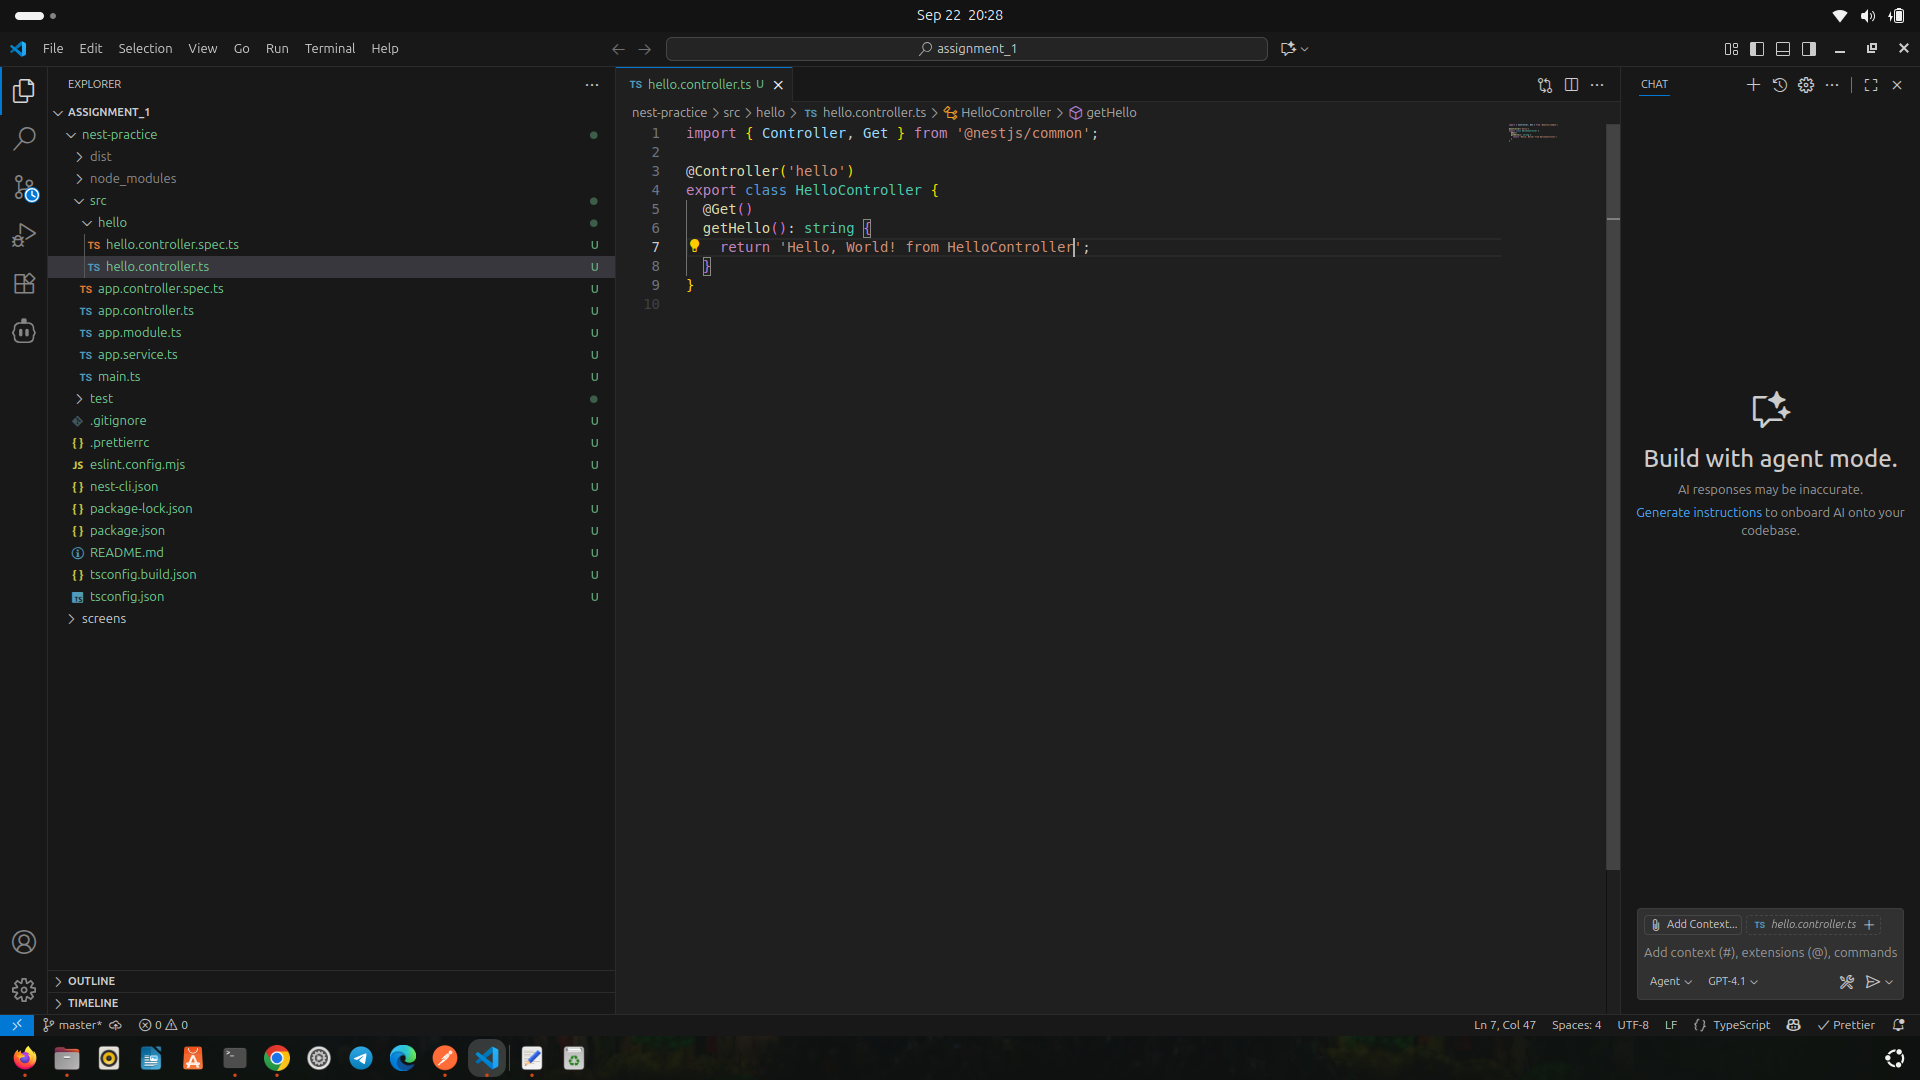 Sep 22 20:28
File Edit Selection View Go Run Terminal Help
assignment_1
EXPLORER
ASSIGNMENT_1
nest-practice
dist
node_modules
src
hello
TS hello.controller.spec.ts U
TS hello.controller.ts U
TS app.controller.spec.ts U
TS app.controller.ts U
TS app.module.ts U
TS app.service.ts U
TS main.ts U
test
.gitignore U
{} .prettierrc U
JS eslint.config.mjs U
{} nest-cli.json U
{} package-lock.json U
{} package.json U
README.md U
{} tsconfig.build.json U
TS tsconfig.json U
screens
OUTLINE
TIMELINE
TS hello.controller.ts U
nest-practice > src > hello > TS hello.controller.ts > HelloController > getHello
1 import { Controller, Get } from '@nestjs/common';
2
3 @Controller('hello')
4 export class HelloController {
5 @Get()
6 getHello(): string {
7 return 'Hello, World! from HelloController';
8 }
9 }
10
CHAT
Build with agent mode.
AI responses may be inaccurate.
Generate instructions to onboard AI onto your
codebase.
Add Context... TS hello.controller.ts
Add context (#), extensions (@), commands
Agent GPT-4.1
master* 0 0 Ln 7, Col 47 Spaces: 4 UTF-8 LF {} TypeScript Prettier